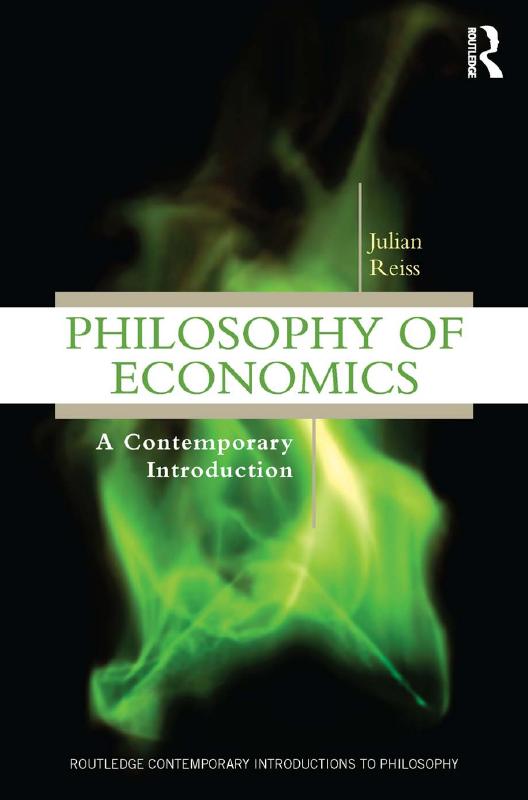 ROUTLEDGE
Julian
Reiss
PHILOSOPHY OF
ECONOMICS
A Contemporary
Introduction
ROUTLEDGE CONTEMPORARY INTRODUCTIONS TO PHILOSOPHY